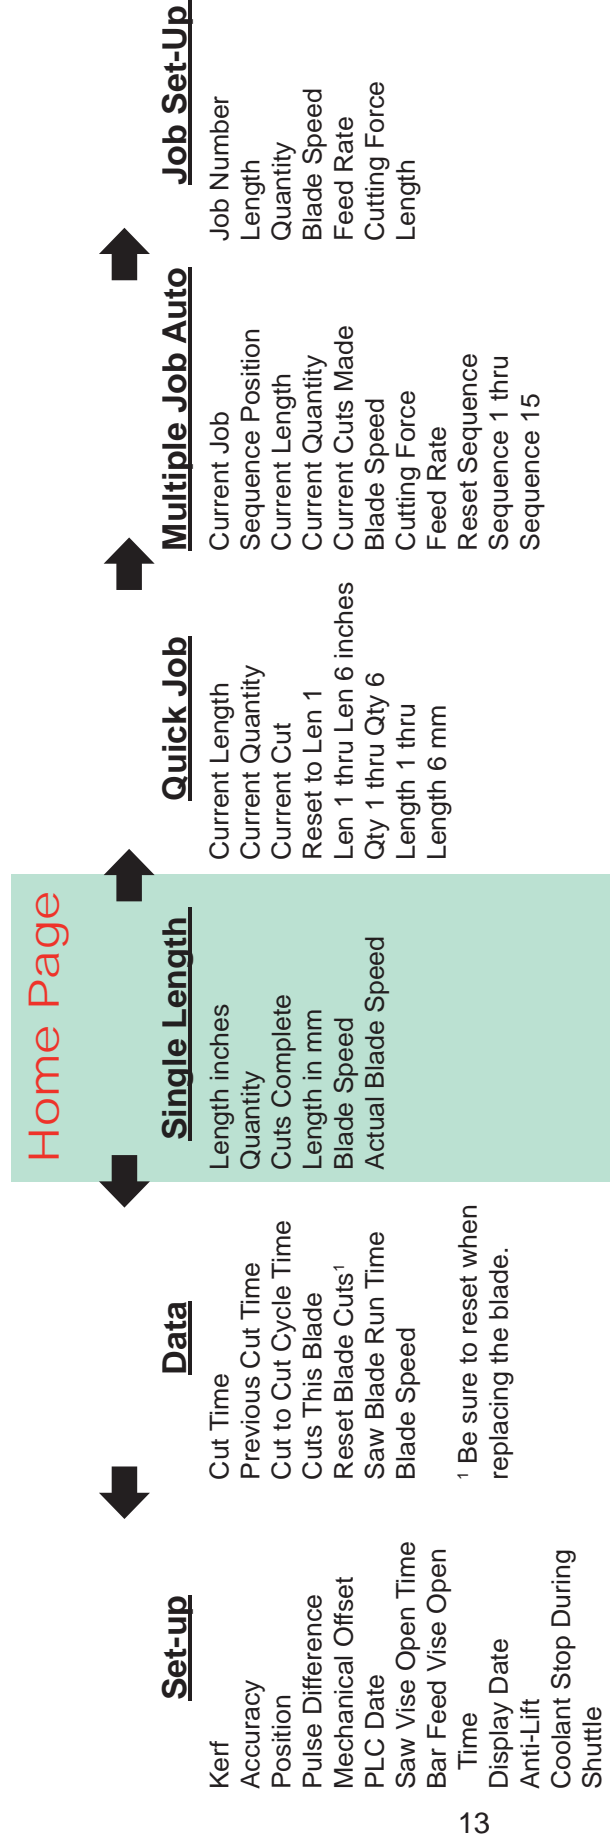 Home Page
Set-up
Kerf
Accuracy
Position
Pulse Difference
Mechanical Offset
PLC Date
Saw Vise Open Time
Bar Feed Vise Open
Time
Display Date
Anti-Lift
Coolant Stop During
Shuttle
Data
Cut Time
Previous Cut Time
Cut to Cut Cycle Time
Cuts This Blade
Reset Blade Cuts¹
Saw Blade Run Time
Blade Speed
¹ Be sure to reset when
replacing the blade.
Single Length
Length inches
Quantity
Cuts Complete
Length in mm
Blade Speed
Actual Blade Speed
Quick Job
Current Length
Current Quantity
Current Cut
Reset to Len 1
Len 1 thru Len 6 inches
Qty 1 thru Qty 6
Length 1 thru
Length 6 mm
Multiple Job Auto
Current Job
Sequence Position
Current Length
Current Quantity
Current Cuts Made
Blade Speed
Cutting Force
Feed Rate
Reset Sequence
Sequence 1 thru
Sequence 15
Job Set-Up
Job Number
Length
Quantity
Blade Speed
Feed Rate
Cutting Force
Length
13